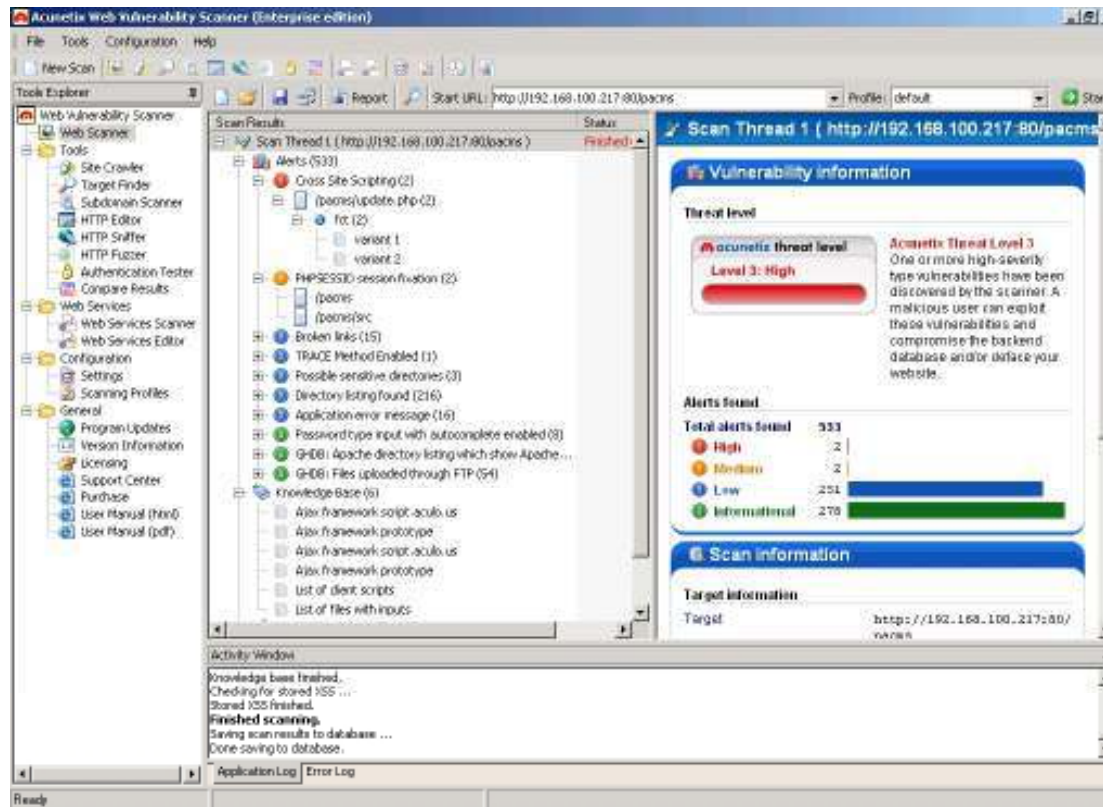 Acunetix Web Vulnerability Scanner (Enterprise edition)
File Tools Configuration Help
New Scan
Tools Explorer
Web Vulnerability Scanner
Web Scanner
Tools
Site Crawler
Target Finder
Subdomain Scanner
HTTP Editor
HTTP Sniffer
HTTP Fuzzer
Authentication Tester
Compare Results
Web Services
Web Services Scanner
Web Services Editor
Configuration
Settings
Scanning Profiles
General
Program Updates
Version Information
Licensing
Support Center
Purchase
User Manual (html)
User Manual (pdf)
Report Start URL: http://192.168.100.217:80/pacms Profile: default
Scan Results Status
Scan Thread 1 ( http://192.168.100.217:80/pacms ) Finished
Alerts (533)
Cross Site Scripting (2)
/pacms/update.php (2)
variant 1
variant 2
PHPSESSID session fixation (2)
/pacms
/pacms/src
Broken links (15)
TRACE Method Enabled (1)
Possible sensitive directories (3)
Directory listing found (216)
Application error message (16)
Password type input with autocomplete enabled (8)
GHDB: Apache directory listing which show Apache...
GHDB: Files uploaded through FTP (54)
Knowledge Base (6)
Ajax framework script.aculo.us
Ajax framework prototype
Ajax framework script.aculo.us
Ajax framework prototype
List of client scripts
List of files with inputs
Scan Thread 1 ( http://192.168.100.217:80/pacms
Vulnerability information
Threat level
acunetix threat level
Level 3: High
Acunetix Threat Level 3
One or more high-severity
type vulnerabilities have been
discovered by the scanner. A
malicious user can exploit
these vulnerabilities and
compromise the backend
database and/or deface your
website.
Alerts found
Total alerts found 533
High 2
Medium 2
Low 251
Informational 278
Scan information
Target information
Target http://192.168.100.217:80/
pacms
Activity Window
Knowledge base finished.
Checking for stored XSS ...
Stored XSS finished.
Finished scanning.
Saving scan results to database ...
Done saving to database.
Application Log Error Log
Ready